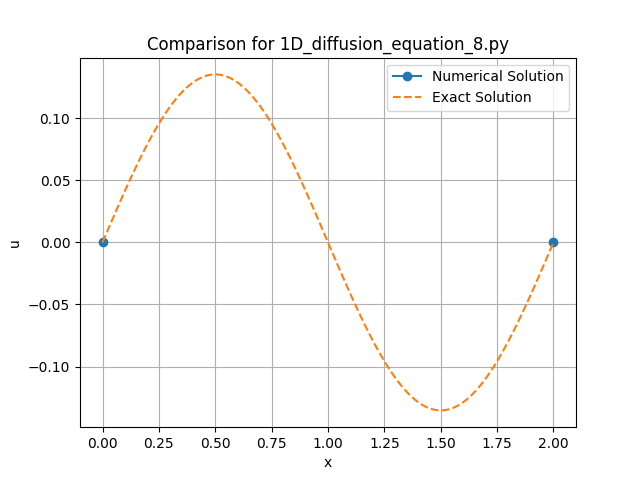 Comparison for 1D_diffusion_equation_8.py
Numerical Solution
Exact Solution
0.10
0.05
0.00
−0.05
−0.10
u
0.00 0.25 0.50 0.75 1.00 1.25 1.50 1.75 2.00
x